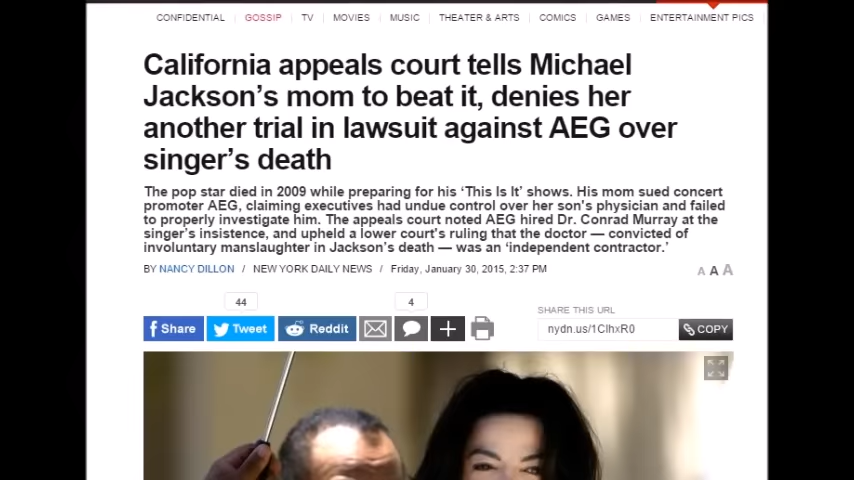 CONFIDENTIAL GOSSIP TV MOVIES MUSIC THEATER & ARTS COMICS GAMES ENTERTAINMENT PICS
California appeals court tells Michael
Jackson’s mom to beat it, denies her
another trial in lawsuit against AEG over
singer’s death
The pop star died in 2009 while preparing for his ‘This Is It’ shows. His mom sued concert
promoter AEG, claiming executives had undue control over her son's physician and failed
to properly investigate him. The appeals court noted AEG hired Dr. Conrad Murray at the
singer’s insistence, and upheld a lower court's ruling that the doctor — convicted of
involuntary manslaughter in Jackson’s death — was an ‘independent contractor.’
BY NANCY DILLON / NEW YORK DAILY NEWS / Friday, January 30, 2015, 2:37 PM A A A
44 4
SHARE THIS URL
f Share Tweet Reddit nydn.us/1ClhxR0 COPY